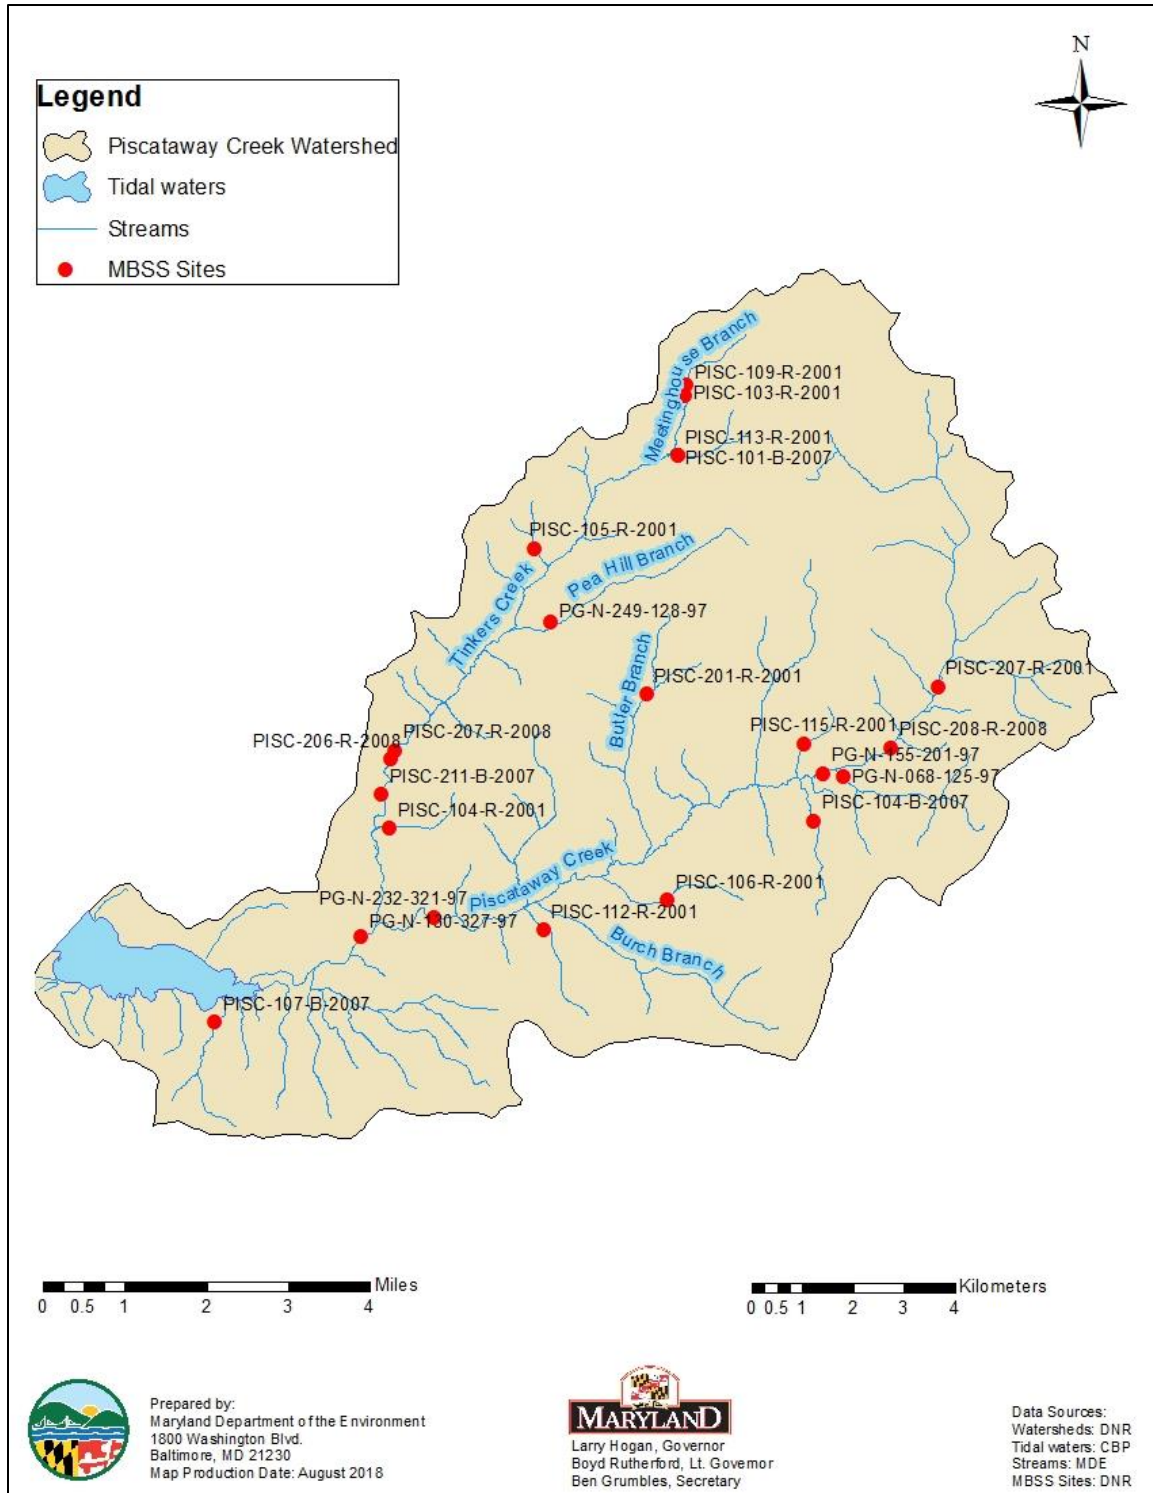 N
Legend
Piscataway Creek Watershed
Tidal waters
Streams
MBSS Sites
Meetinghouse Branch
PISC-109-R-2001
PISC-103-R-2001
PISC-113-R-2001
PISC-101-B-2007
PISC-105-R-2001
Pea Hill Branch
Tinkers Creek
PG-N-249-128-97
Butler Branch
PISC-201-R-2001
PISC-207-R-2001
PISC-115-R-2001
PISC-208-R-2008
PISC-206-R-2008
PISC-207-R-2008
PG-N-155-201-97
PG-N-068-125-97
PISC-211-B-2007
PISC-104-R-2001
PISC-104-B-2007
Piscataway Creek
PISC-106-R-2001
PG-N-232-321-97
PG-N-130-327-97
PISC-112-R-2001
Burch Branch
PISC-107-B-2007
Miles
0 0.5 1 2 3 4
Kilometers
0 0.5 1 2 3 4
Prepared by:
Maryland Department of the Environment
1800 Washington Blvd.
Baltimore, MD 21230
Map Production Date: August 2018
MARYLAND
Larry Hogan, Governor
Boyd Rutherford, Lt. Governor
Ben Grumbles, Secretary
Data Sources:
Watersheds: DNR
Tidal waters: CBP
Streams: MDE
MBSS Sites: DNR